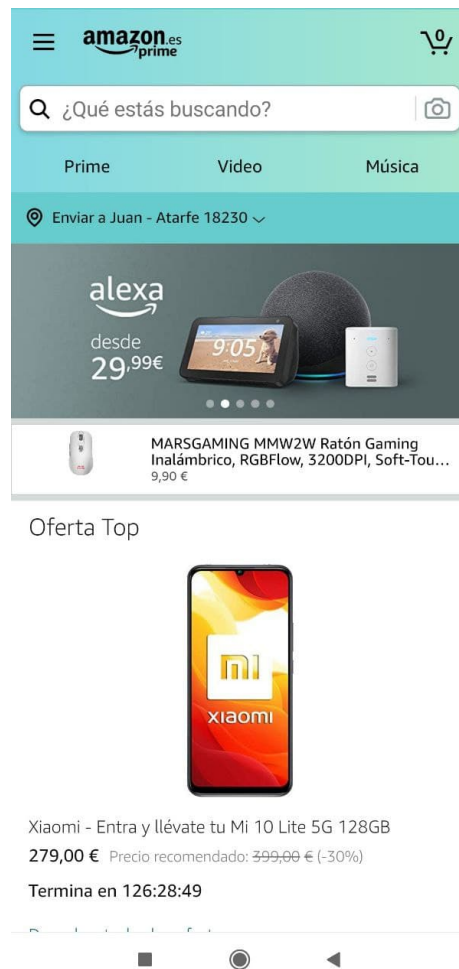 amazon.es
prime
0
¿Qué estás buscando?
Prime Video Música
Enviar a Juan - Atarfe 18230
alexa
desde
29,99€
9:05
MARSGAMING MMW2W Ratón Gaming
Inalámbrico, RGBFlow, 3200DPI, Soft-Tou...
9,90 €
Oferta Top
mi
xiaomi
Xiaomi - Entra y llévate tu Mi 10 Lite 5G 128GB
279,00 € Precio recomendado: 399,00 € (-30%)
Termina en 126:28:49